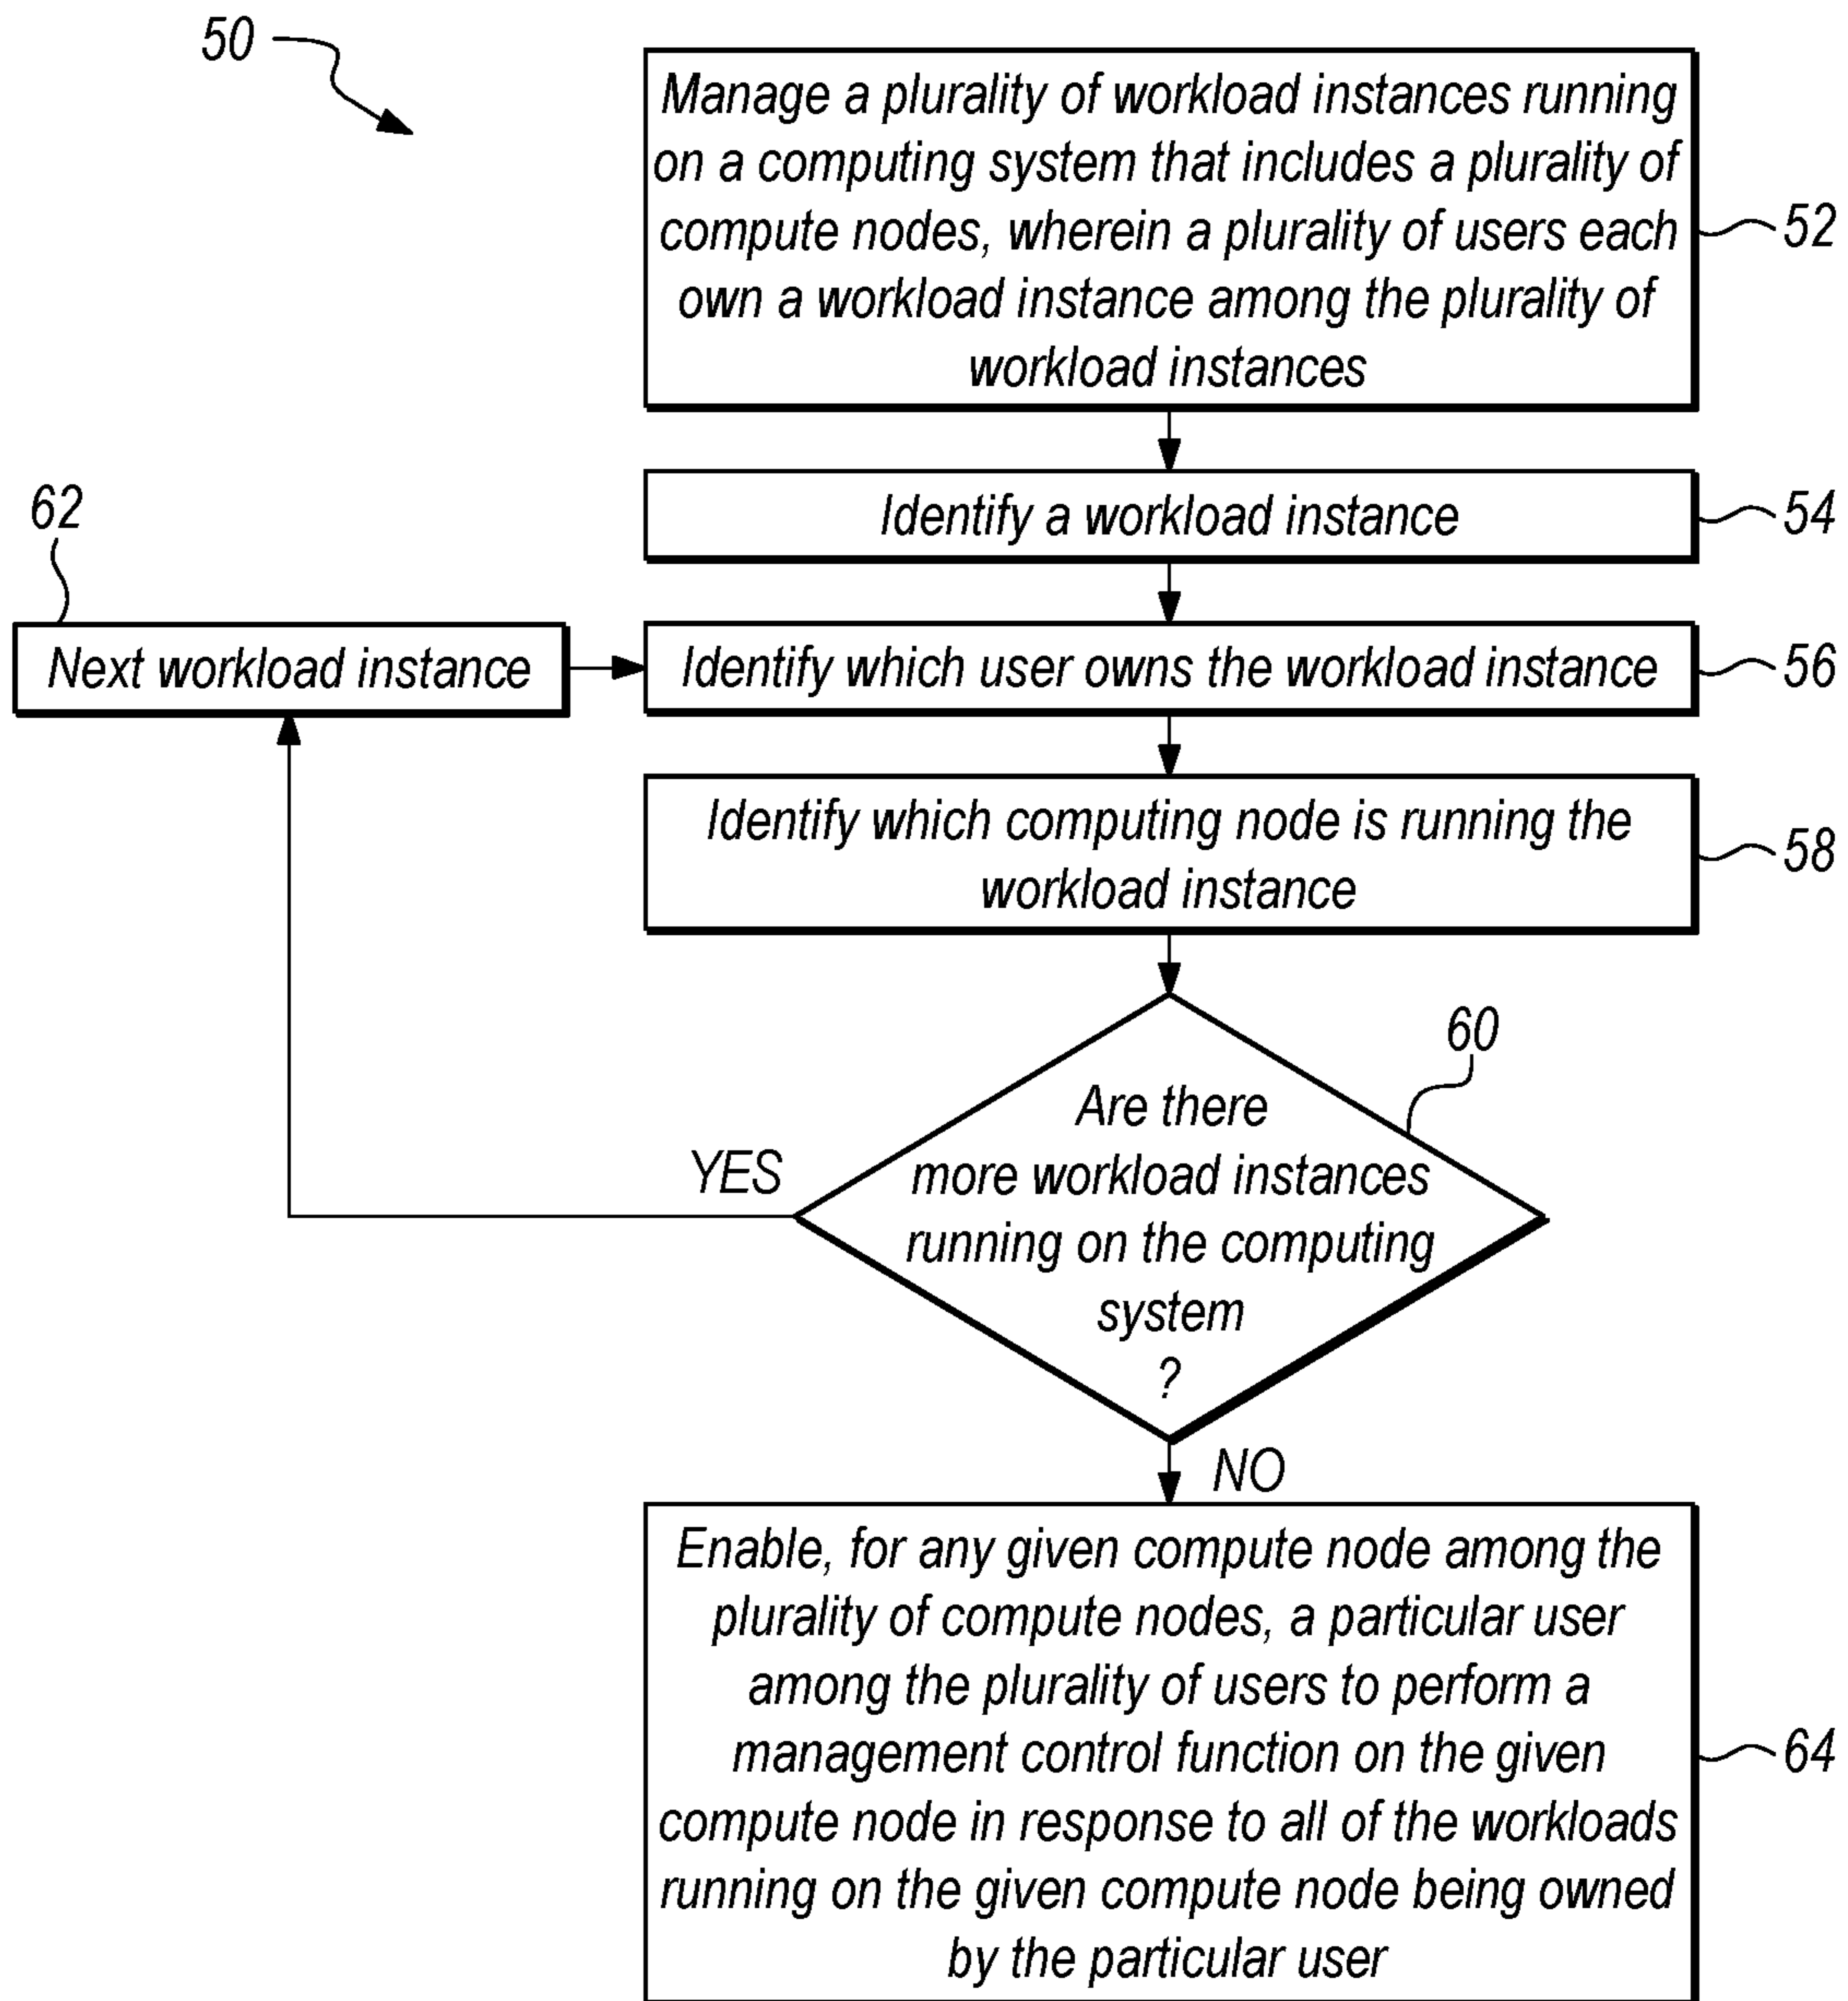 50
Manage a plurality of workload instances running
on a computing system that includes a plurality of
compute nodes, wherein a plurality of users each
own a workload instance among the plurality of
workload instances
52
Identify a workload instance
54
62
Next workload instance
Identify which user owns the workload instance
56
Identify which computing node is running the
workload instance
58
60
Are there
more workload instances
running on the computing
system
?
YES
NO
Enable, for any given compute node among the
plurality of compute nodes, a particular user
among the plurality of users to perform a
management control function on the given
compute node in response to all of the workloads
running on the given compute node being owned
by the particular user
64